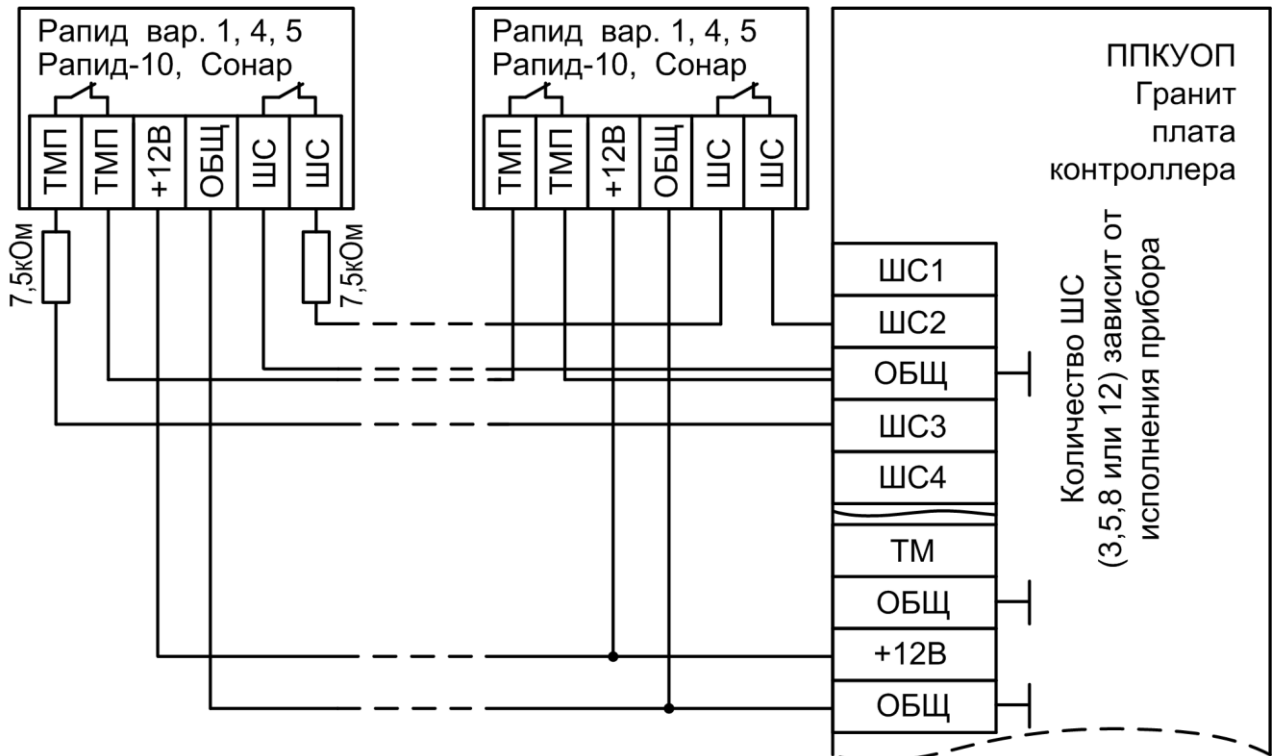 Рапид вар. 1, 4, 5
Рапид-10, Сонар
ТМП
ТМП
+12В
ОБЩ
ШС
ШС
7,5кОм
7,5кОм
Рапид вар. 1, 4, 5
Рапид-10, Сонар
ТМП
ТМП
+12В
ОБЩ
ШС
ШС
ППКУОП
Гранит
плата
контроллера
ШС1
ШС2
ОБЩ
ШС3
ШС4
ТМ
ОБЩ
+12В
ОБЩ
Количество ШС
(3,5,8 или 12) зависит от
исполнения прибора